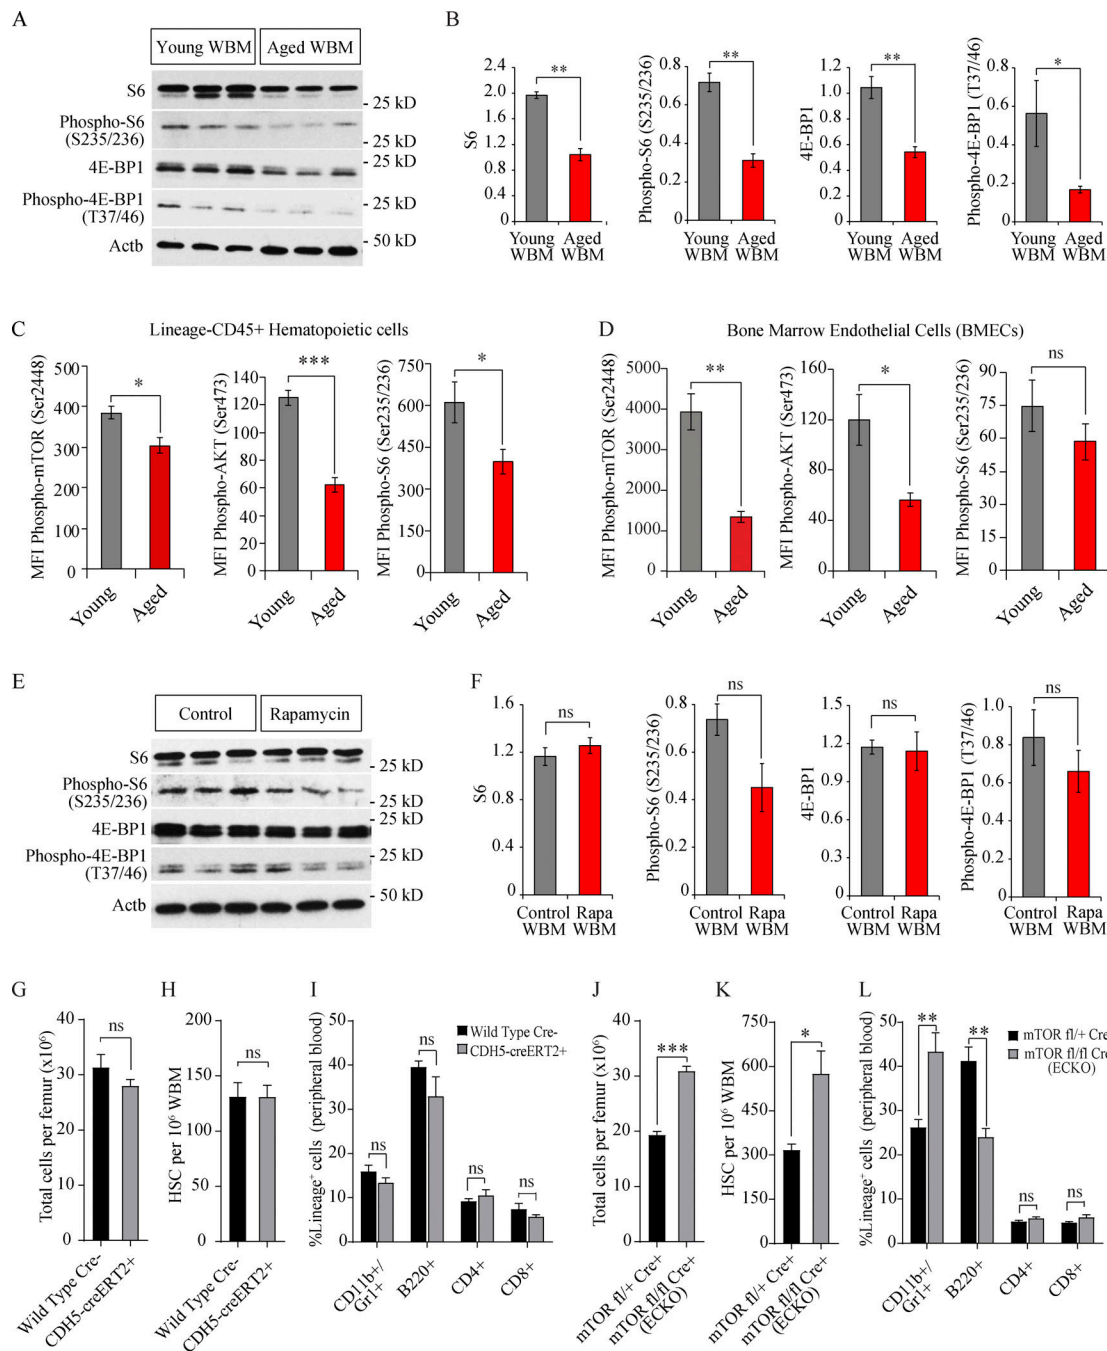 A
Young WBM
Aged WBM
S6
25 kD
Phospho-S6
(S235/236)
25 kD
4E-BP1
25 kD
Phospho-4E-BP1
(T37/46)
25 kD
Actb
50 kD
B
S6
2.4
2.0
1.6
1.2
0.8
0.4
0
**
Young
WBM
Aged
WBM
Phospho-S6 (S235/236)
0.8
0.6
0.4
0.2
0
**
Young
WBM
Aged
WBM
4E-BP1
1.2
1.0
0.8
0.6
0.4
0.2
0
**
Young
WBM
Aged
WBM
Phospho-4E-BP1 (T37/46)
0.8
0.6
0.4
0.2
0
*
Young
WBM
Aged
WBM
C
Lineage-CD45+ Hematopoietic cells
MFI Phospho-mTOR (Ser2448)
500
400
300
200
100
0
*
Young
Aged
MFI Phospho-AKT (Ser473)
140
120
100
80
60
40
20
0
***
Young
Aged
MFI Phospho-S6 (Ser235/236)
750
600
450
300
150
0
*
Young
Aged
D
Bone Marrow Endothelial Cells (BMECs)
MFI Phospho-mTOR (Ser2448)
5000
4000
3000
2000
1000
0
**
Young
Aged
MFI Phospho-AKT (Ser473)
160
120
80
40
0
*
Young
Aged
MFI Phospho-S6 (Ser235/236)
90
75
60
45
30
15
0
ns
Young
Aged
E
Control
Rapamycin
S6
25 kD
Phospho-S6
(S235/236)
25 kD
4E-BP1
25 kD
Phospho-4E-BP1
(T37/46)
25 kD
Actb
50 kD
F
S6
1.6
1.2
0.8
0.4
0
ns
Control
WBM
Rapa
WBM
Phospho-S6 (S235/236)
0.8
0.6
0.4
0.2
0
ns
Control
WBM
Rapa
WBM
4E-BP1
1.5
1.2
0.9
0.6
0.3
0
ns
Control
WBM
Rapa
WBM
Phospho-4E-BP1 (T37/46)
1.0
0.8
0.6
0.4
0.2
0
ns
Control
WBM
Rapa
WBM
G
Total cells per femur (x10⁶)
40
30
20
10
0
ns
Wild Type Cre-
CDH5-creERT2+
H
HSC per 10⁶ WBM
200
150
100
50
0
ns
Wild Type Cre-
CDH5-creERT2+
I
%Lineage⁺ cells (peripheral blood)
50
40
30
20
10
0
Wild Type Cre-
CDH5-creERT2+
ns
ns
ns
ns
CD11b+/
Gr1+
B220+
CD4+
CD8+
J
Total cells per femur (x10⁶)
40
30
20
10
0
***
mTOR fl/+ Cre+
mTOR fl/fl Cre+
(ECKO)
K
HSC per 10⁶ WBM
750
600
450
300
150
0
*
mTOR fl/+ Cre+
mTOR fl/fl Cre+
(ECKO)
L
%Lineage⁺ cells (peripheral blood)
50
40
30
20
10
0
mTOR fl/+ Cre
mTOR fl/fl Cre
(ECKO)
**
**
ns
ns
CD11b+/
Gr1+
B220+
CD4+
CD8+